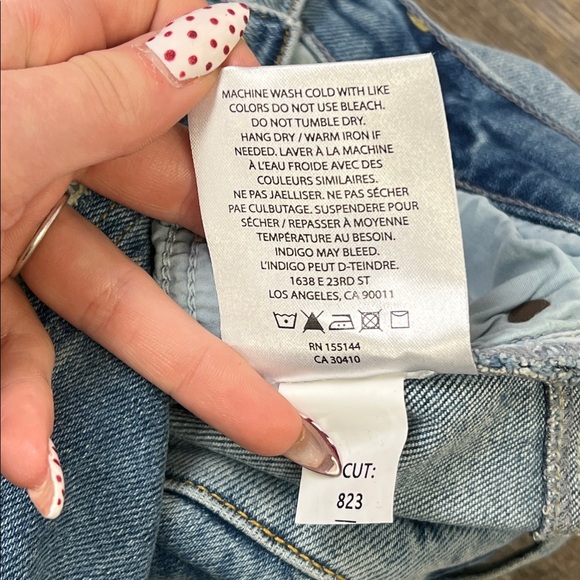 MACHINE WASH COLD WITH LIKE
COLORS DO NOT USE BLEACH.
DO NOT TUMBLE DRY.
HANG DRY / WARM IRON IF
NEEDED. LAVER À LA MACHINE
À L'EAU FROIDE AVEC DES
COULEURS SIMILAIRES.
NE PAS JAELLISER. NE PAS SÉCHER
PAE CULBUTAGE. SUSPENDERE POUR
SÉCHER / REPASSER À MOYENNE
TEMPÉRATURE AU BESOIN.
INDIGO MAY BLEED.
L'INDIGO PEUT D-TEINDRE.
1638 E 23RD ST
LOS ANGELES, CA 90011
RN 155144
CA 30410
CUT:
823